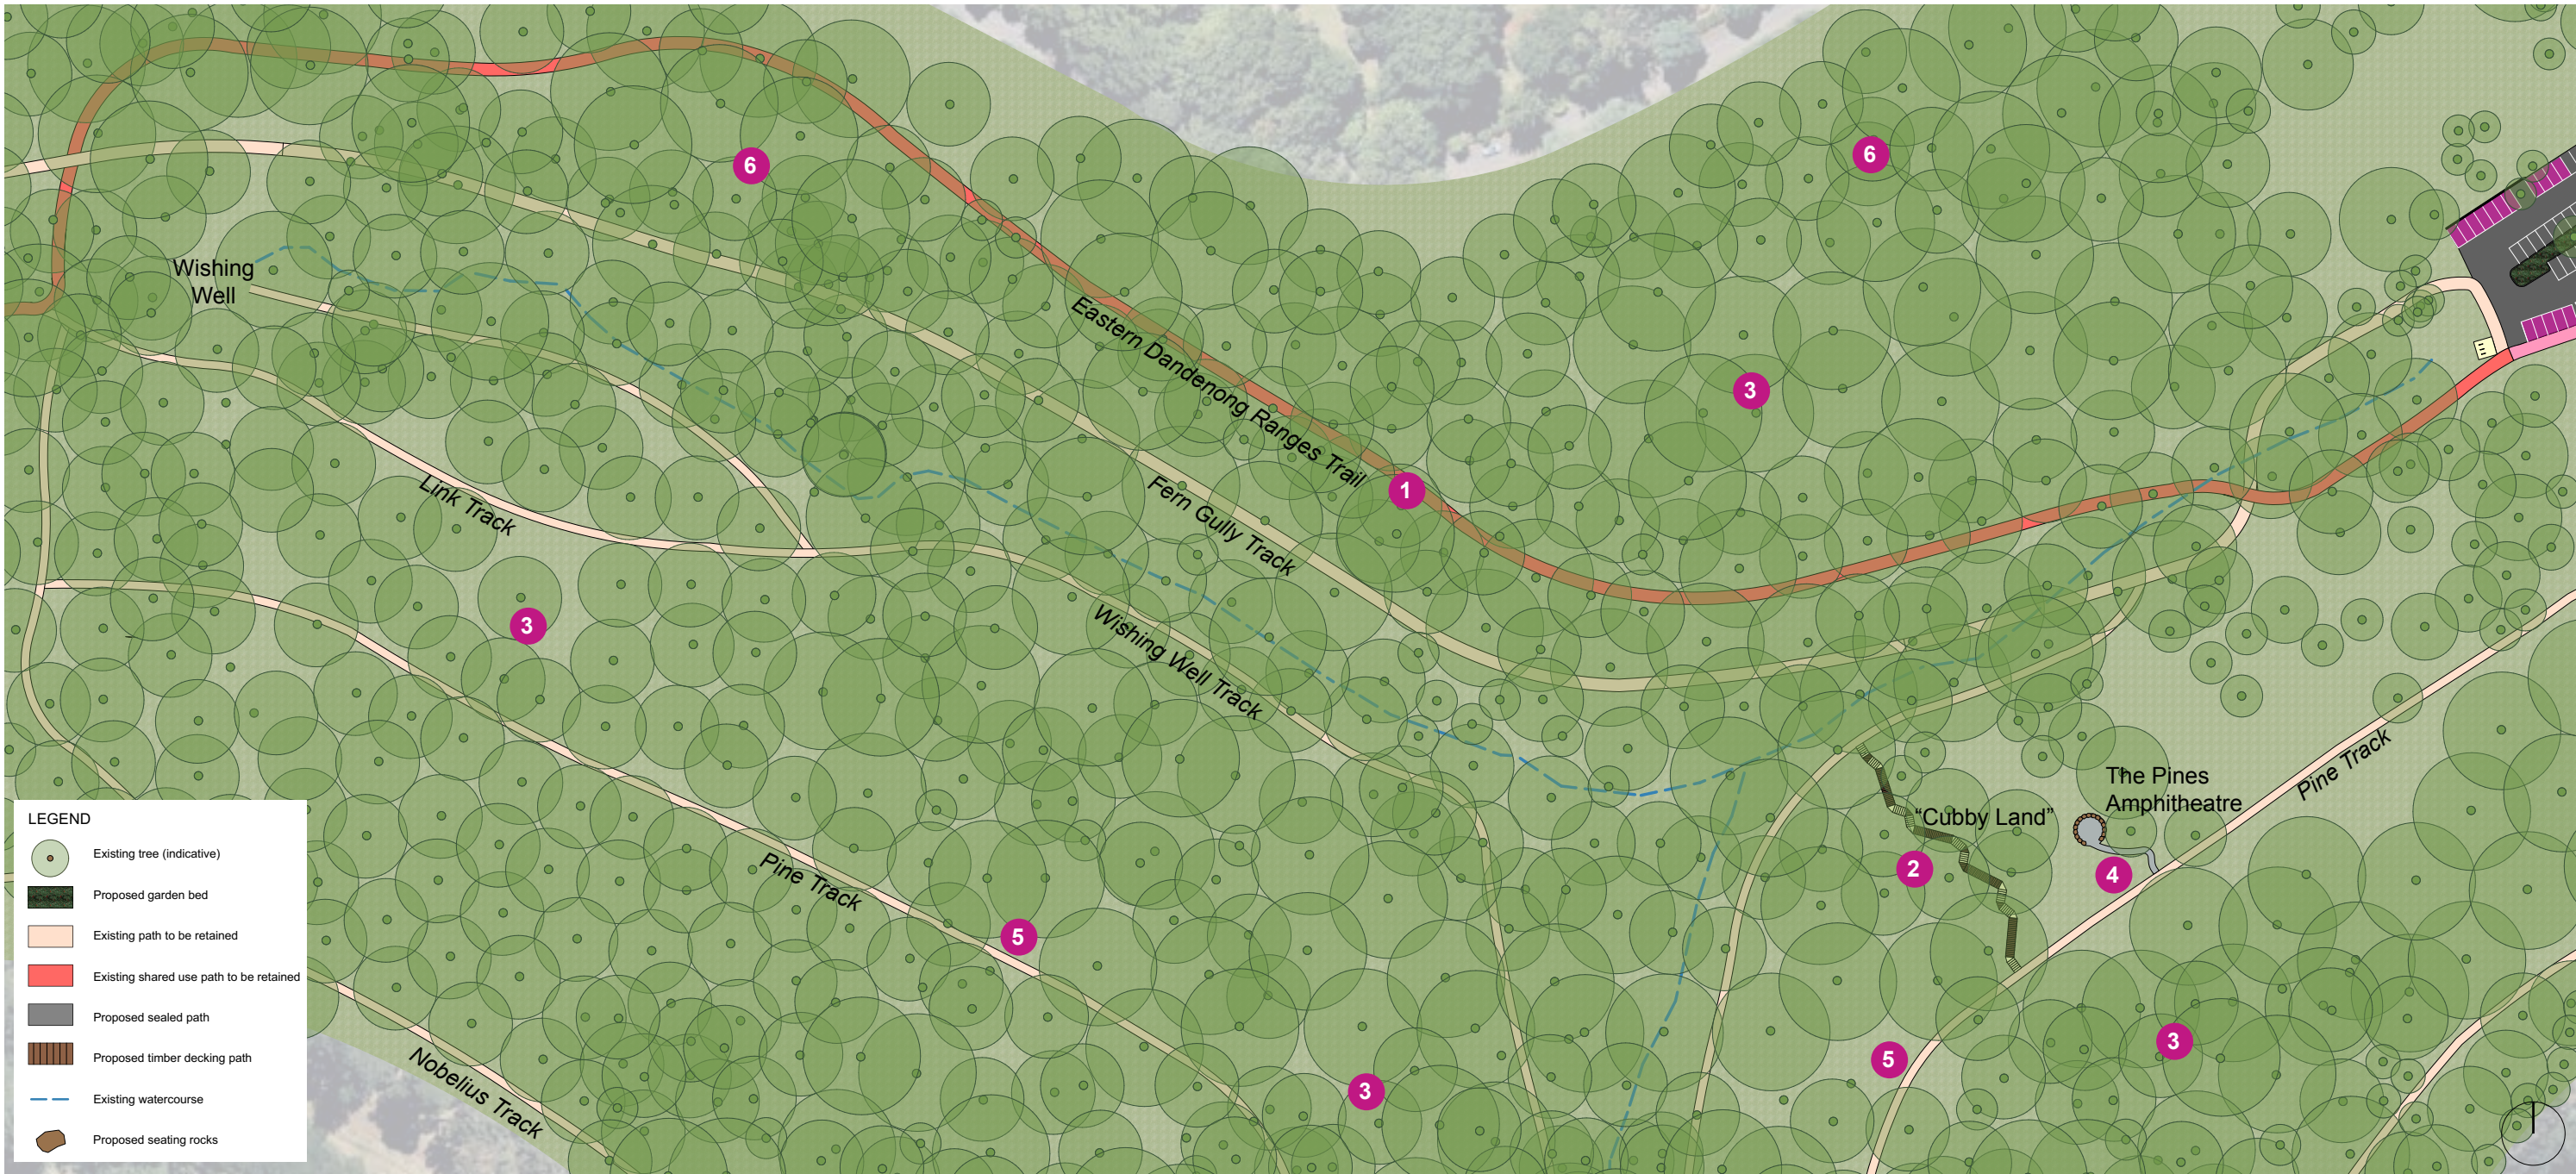 6
6
Wishing
Well
Eastern Dandenong Ranges Trail
3
1
Link Track
Fern Gully Track
3
Wishing Well Track
Pine Track
The Pines
Amphitheatre
“Cubby Land”
2
4
Pine Track
5
5
3
3
Nobelius Track
LEGEND
Existing tree (indicative)
Proposed garden bed
Existing path to be retained
Existing shared use path to be retained
Proposed sealed path
Proposed timber decking path
Existing watercourse
Proposed seating rocks